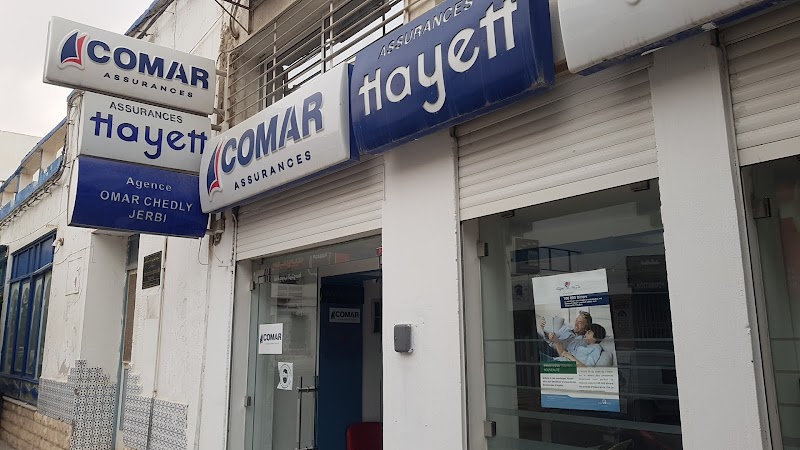 COMAR
ASSURANCES
ASSURANCES
Hayett
Agence
OMAR CHEDLY
JERBI
COMAR
ASSURANCES
ASSURANCES
Hayett
COMAR
COMAR